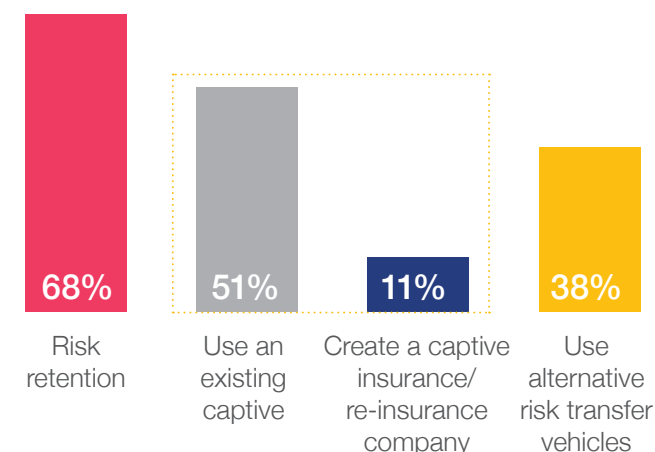 68%
51%
11%
38%
Risk
retention
Use an
existing
captive
Create a captive
insurance/
re-insurance
company
Use
alternative
risk transfer
vehicles